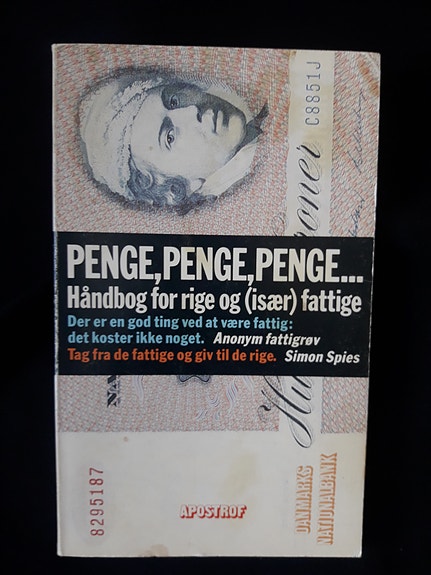 C8851J
PENGE, PENGE, PENGE...
Håndbog for rige og (især) fattige
Der er en god ting ved at være fattig:
det koster ikke noget. Anonym fattigrøv
Tag fra de fattige og giv til de rige. Simon Spies
8295187
APOSTROF
DANMARKS
NATIONALBANK